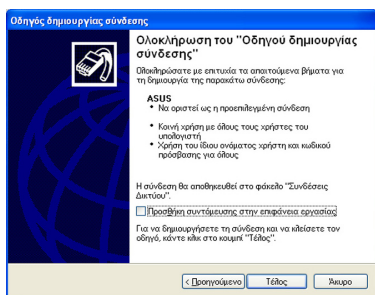 Οδηγός δημιουργίας σύνδεσης
Ολοκλήρωση του "Οδηγού δημιουργίας
σύνδεσης"
Ολοκληρώσατε με επιτυχία τα απαιτούμενα βήματα για
τη δημιουργία της παρακάτω σύνδεσης:
ASUS
• Να οριστεί ως η προεπιλεγμένη σύνδεση
• Κοινή χρήση με όλους τους χρήστες του
υπολογιστή
• Χρήση του ίδιου ονόματος χρήστη και κωδικού
πρόσβασης για όλους
Η σύνδεση θα αποθηκευθεί στο φάκελο "Συνδέσεις
Δικτύου".
Προσθήκη συντόμευσης στην επιφάνεια εργασίας
Για να δημιουργήσετε τη σύνδεση και να κλείσετε τον
οδηγό, κάντε κλικ στο κουμπί "Τέλος".
< Προηγούμενο Τέλος Άκυρο